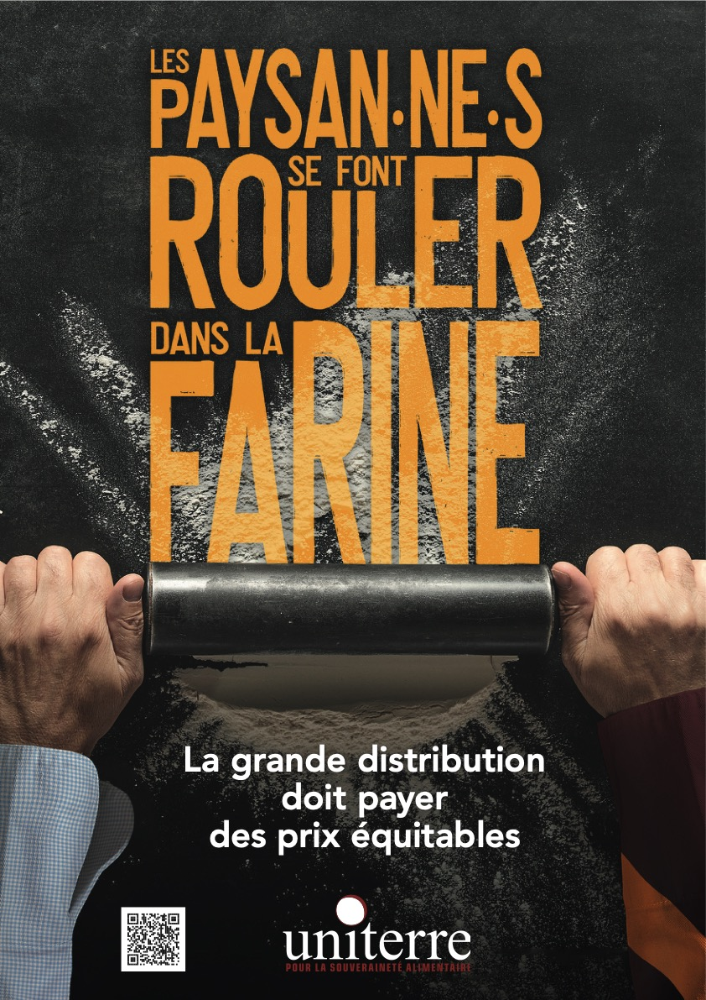 LES
PAYSAN·NE·S
SE FONT
ROULER
DANS LA
FARINE
La grande distribution
doit payer
des prix équitables
uniterre
POUR LA SOUVERAINETÉ ALIMENTAIRE